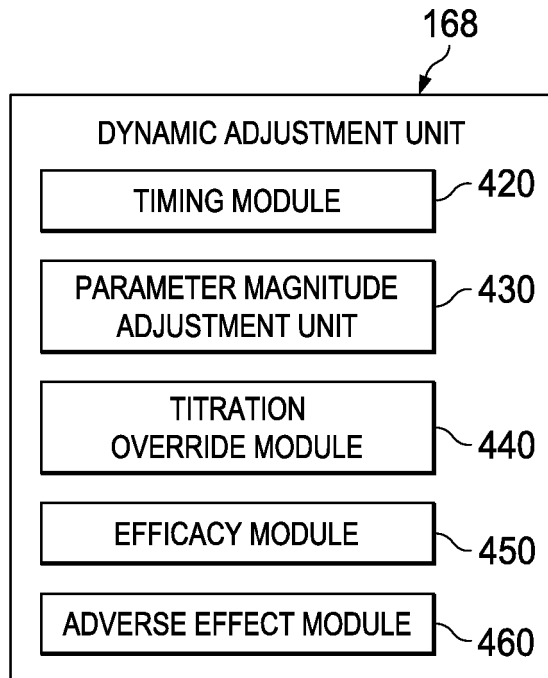 168
DYNAMIC ADJUSTMENT UNIT
TIMING MODULE
420
PARAMETER MAGNITUDE
ADJUSTMENT UNIT
430
TITRATION
OVERRIDE MODULE
440
EFFICACY MODULE
450
ADVERSE EFFECT MODULE
460